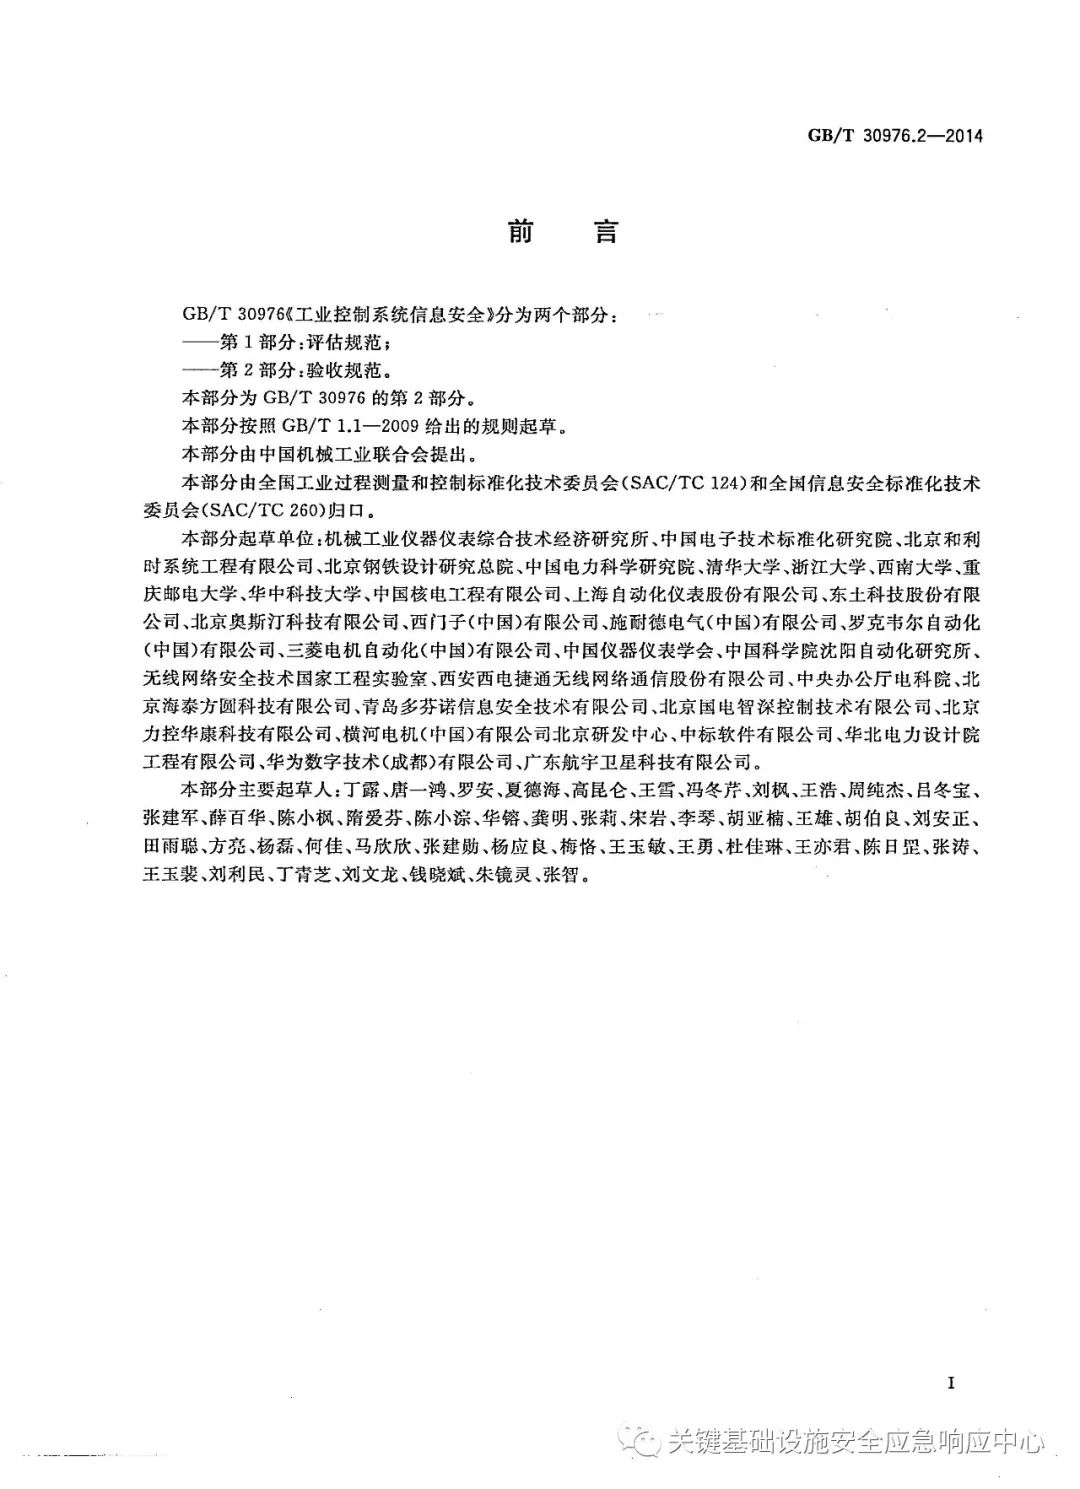 GB/T 30976.2—2014
前 言
GB/T 30976《工业控制系统信息安全》分为两个部分:
——第1部分:评估规范;
——第2部分:验收规范。
本部分为 GB/T 30976 的第2部分。
本部分按照 GB/T 1.1—2009 给出的规则起草。
本部分由中国机械工业联合会提出。
本部分由全国工业过程测量和控制标准化技术委员会(SAC/TC 124)和全国信息安全标准化技术
委员会(SAC/TC 260)归口。
本部分起草单位:机械工业仪器仪表综合技术经济研究所、中国电子技术标准化研究院、北京和利
时系统工程有限公司、北京钢铁设计研究总院、中国电力科学研究院、清华大学、浙江大学、西南大学、重
庆邮电大学、华中科技大学、中国核电工程有限公司、上海自动化仪表股份有限公司、东土科技股份有限
公司、北京奥斯汀科技有限公司、西门子(中国)有限公司、施耐德电气(中国)有限公司、罗克韦尔自动化
(中国)有限公司、三菱电机自动化(中国)有限公司、中国仪器仪表学会、中国科学院沈阳自动化研究所、
无线网络安全技术国家工程实验室、西安西电捷通无线网络通信股份有限公司、中央办公厅电科院、北
京海泰方圆科技有限公司、青岛多芬诺信息安全技术有限公司、北京国电智深控制技术有限公司、北京
力控华康科技有限公司、横河电机(中国)有限公司北京研发中心、中标软件有限公司、华北电力设计院
工程有限公司、华为数字技术(成都)有限公司、广东航宇卫星科技有限公司。
本部分主要起草人:丁露、唐一鸿、罗安、夏德海、高昆仑、王雪、冯冬芹、刘枫、王浩、周纯杰、吕冬宝、
张建军、薛百华、陈小枫、隋爱芬、陈小淙、华镕、龚明、张莉、宋岩、李琴、胡亚楠、王雄、胡伯良、刘安正、
田雨聪、方亮、杨磊、何佳、马欣欣、张建勋、杨应良、梅恪、王玉敏、王勇、杜佳琳、王亦君、陈日罡、张涛、
王玉裴、刘利民、丁青芝、刘文龙、钱晓斌、朱镜灵、张智。
I
关键基础设施安全应急响应中心